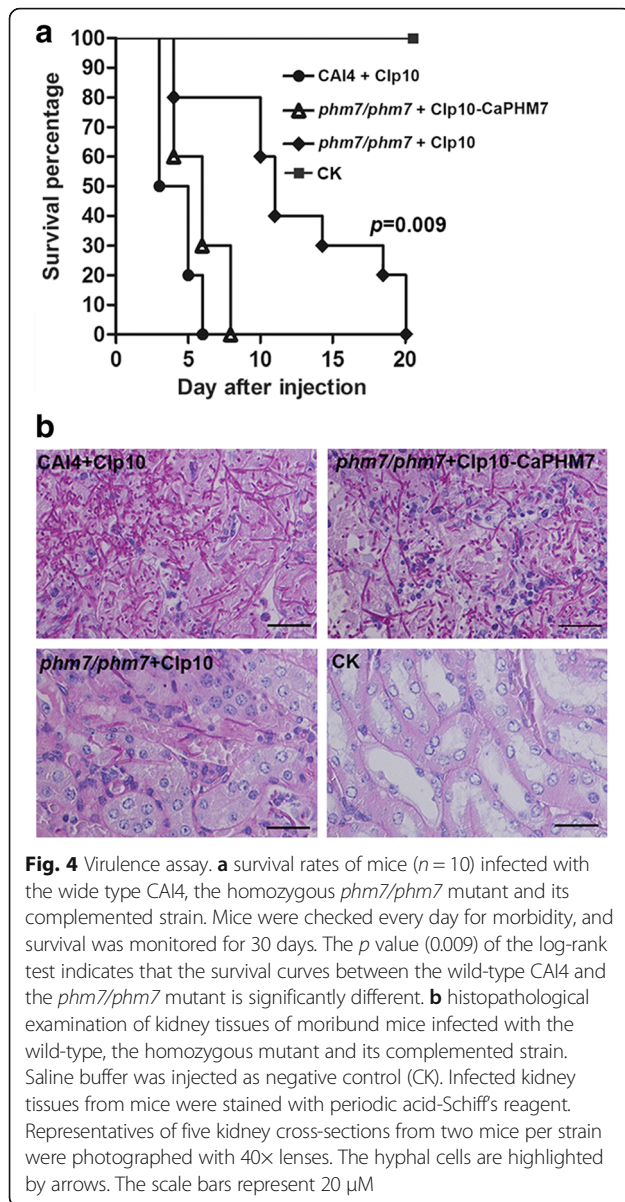 a
100
90
80
70
60
50
40
30
20
10
0
Survival percentage
CAI4 + CIp10
phm7/phm7 + CIp10-CaPHM7
phm7/phm7 + CIp10
CK
p=0.009
0 5 10 15 20
Day after injection
b
CAI4+CIp10
phm7/phm7+CIp10-CaPHM7
phm7/phm7+CIp10
CK
Fig. 4 Virulence assay. a survival rates of mice (n = 10) infected with
the wide type CAI4, the homozygous phm7/phm7 mutant and its
complemented strain. Mice were checked every day for morbidity, and
survival was monitored for 30 days. The p value (0.009) of the log-rank
test indicates that the survival curves between the wild-type CAI4 and
the phm7/phm7 mutant is significantly different. b histopathological
examination of kidney tissues of moribund mice infected with the
wild-type, the homozygous mutant and its complemented strain.
Saline buffer was injected as negative control (CK). Infected kidney
tissues from mice were stained with periodic acid-Schiff's reagent.
Representatives of five kidney cross-sections from two mice per strain
were photographed with 40× lenses. The hyphal cells are highlighted
by arrows. The scale bars represent 20 μM